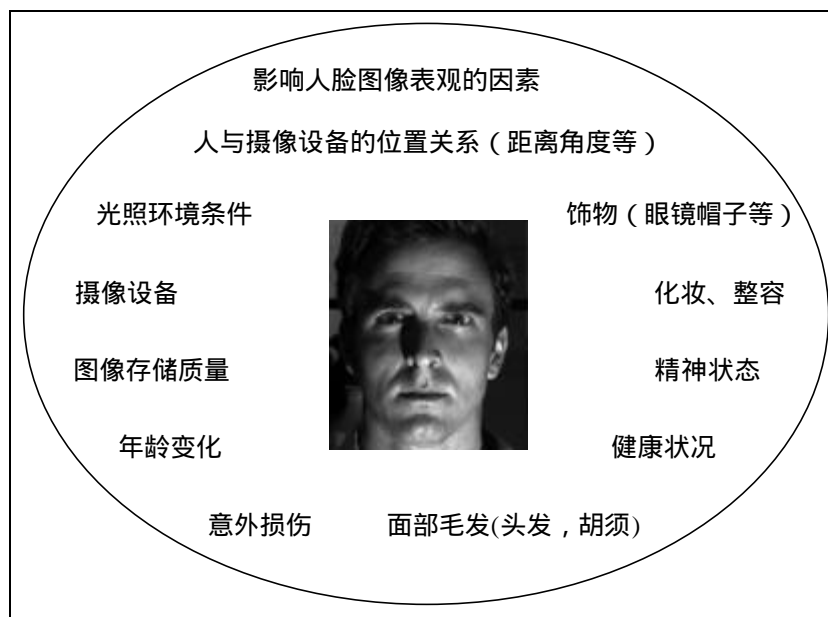 影响人脸图像表观的因素
人与摄像设备的位置关系（距离角度等）
光照环境条件
饰物（眼镜帽子等）
摄像设备
化妆、整容
图像存储质量
精神状态
年龄变化
健康状况
意外损伤
面部毛发(头发，胡须)